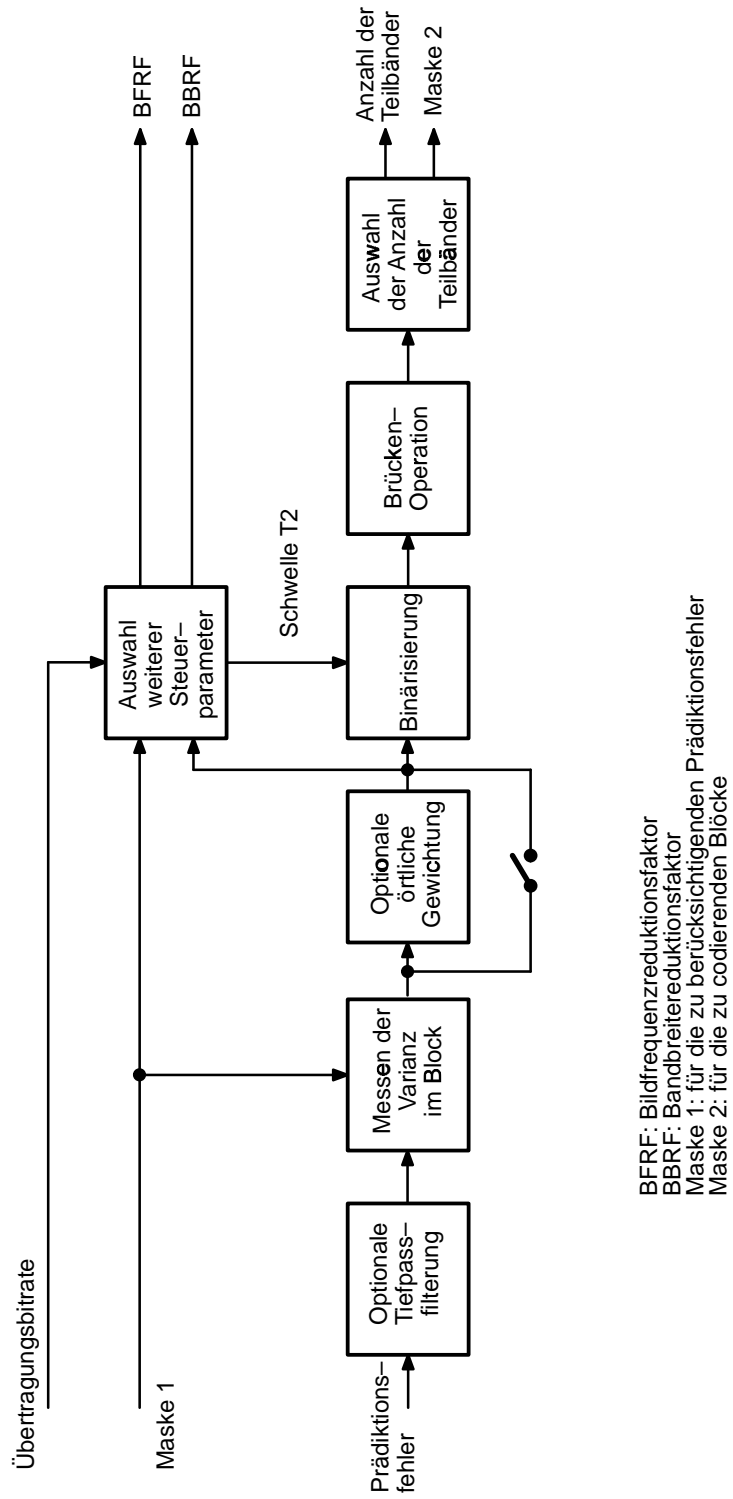 Übertragungsbitrate
Maske 1
Prädiktions–
fehler
Optionale
Tiefpass–
filterung
Messen der
Varianz
im Block
Optionale
örtliche
Gewichtung
Auswahl
weiterer
Steuer–
parameter
Schwelle T2
Binärisierung
Brücken–
Operation
Auswahl
der Anzahl
der
Teilbänder
BFRF
BBRF
Anzahl der
Teilbänder
Maske 2
BFRF: Bildfrequenzreduktionsfaktor
BBRF: Bandbreitereduktionsfaktor
Maske 1: für die zu berücksichtigenden Prädiktionsfehler
Maske 2: für die zu codierenden Blöcke